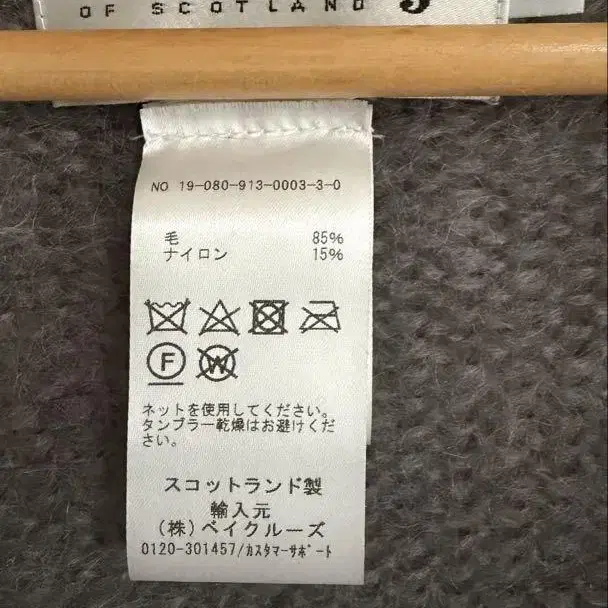 OF SCOTLAND
NO 19-080-913-0003-3-0
毛 85%
ナイロン 15%
F W
ネットを使用してください。
タンブラー乾燥はお避けくだ
さい。
スコットランド製
輸入元
(株)ベイクルーズ
0120-301457/カスタマーサポート